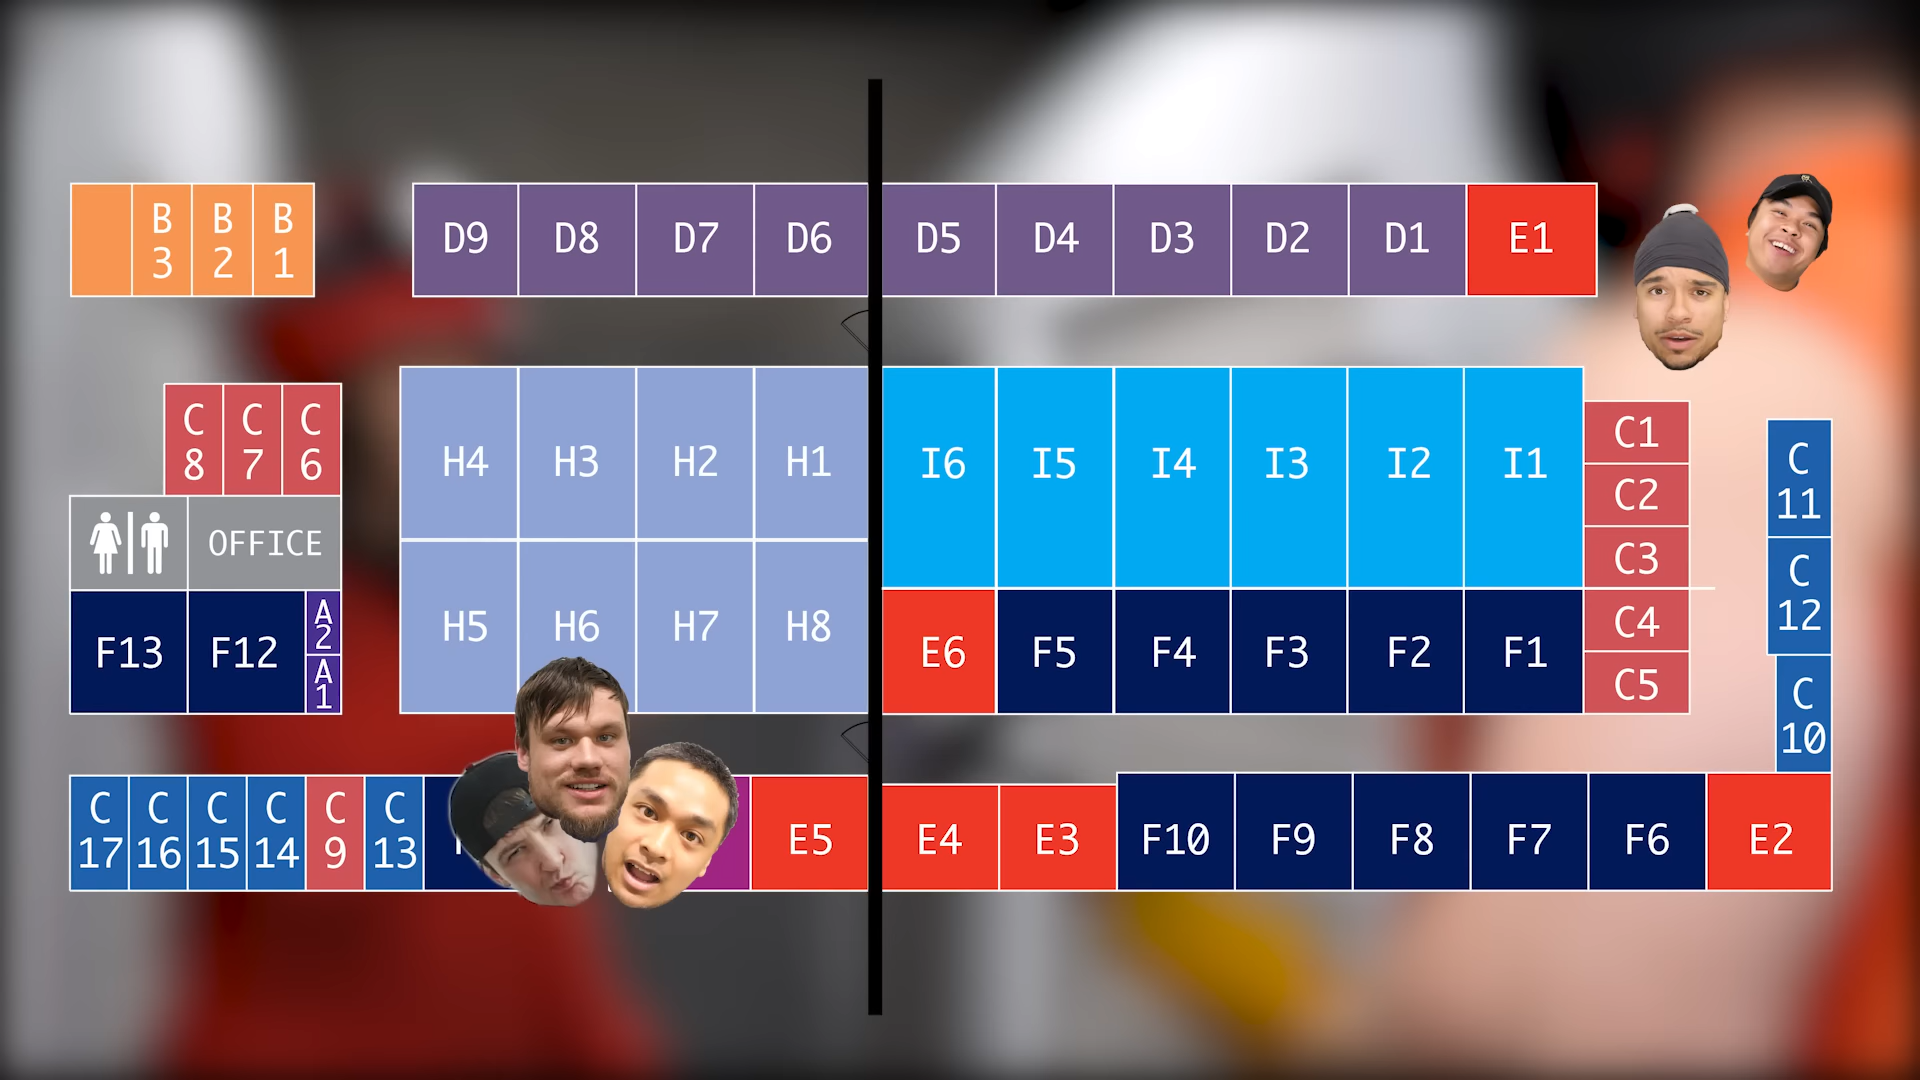 B
3
B
2
B
1
D9
D8
D7
D6
D5
D4
D3
D2
D1
E1
C
8
C
7
C
6
H4
H3
H2
H1
I6
I5
I4
I3
I2
I1
C1
C2
C3
C4
C5
C
11
C
12
C
10
OFFICE
F13
F12
A
2
A
1
H5
H6
H7
H8
E6
F5
F4
F3
F2
F1
C
17
C
16
C
15
C
14
C
9
C
13
E5
E4
E3
F10
F9
F8
F7
F6
E2